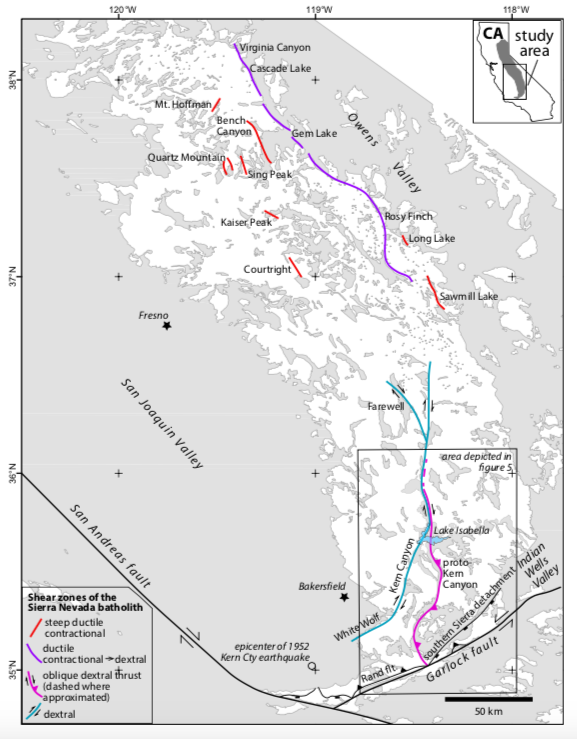 120°W
119°W
118°W
38°N
37°N
36°N
35°N
CA
study
area
Virginia Canyon
Cascade Lake
Mt. Hoffman
Bench
Canyon
Gem Lake
Owens
Valley
Quartz Mountain
Sing Peak
Kaiser Peak
Rosy Finch
Long Lake
Courtright
Sawmill Lake
Fresno
San Joaquin Valley
Farewell
area depicted in
figure 5
San Andreas fault
Lake Isabella
Kern Canyon
proto
Kern
Canyon
Indian
Wells
Valley
Bakersfield
White Wolf
southern Sierra detachment
Garlock fault
Rand flt.
epicenter of 1952
Kern Cty earthquake
Shear zones of the
Sierra Nevada batholith
steep ductile
contractional
ductile
contractional → dextral
oblique dextral thrust
(dashed where
approximated)
dextral
50 km